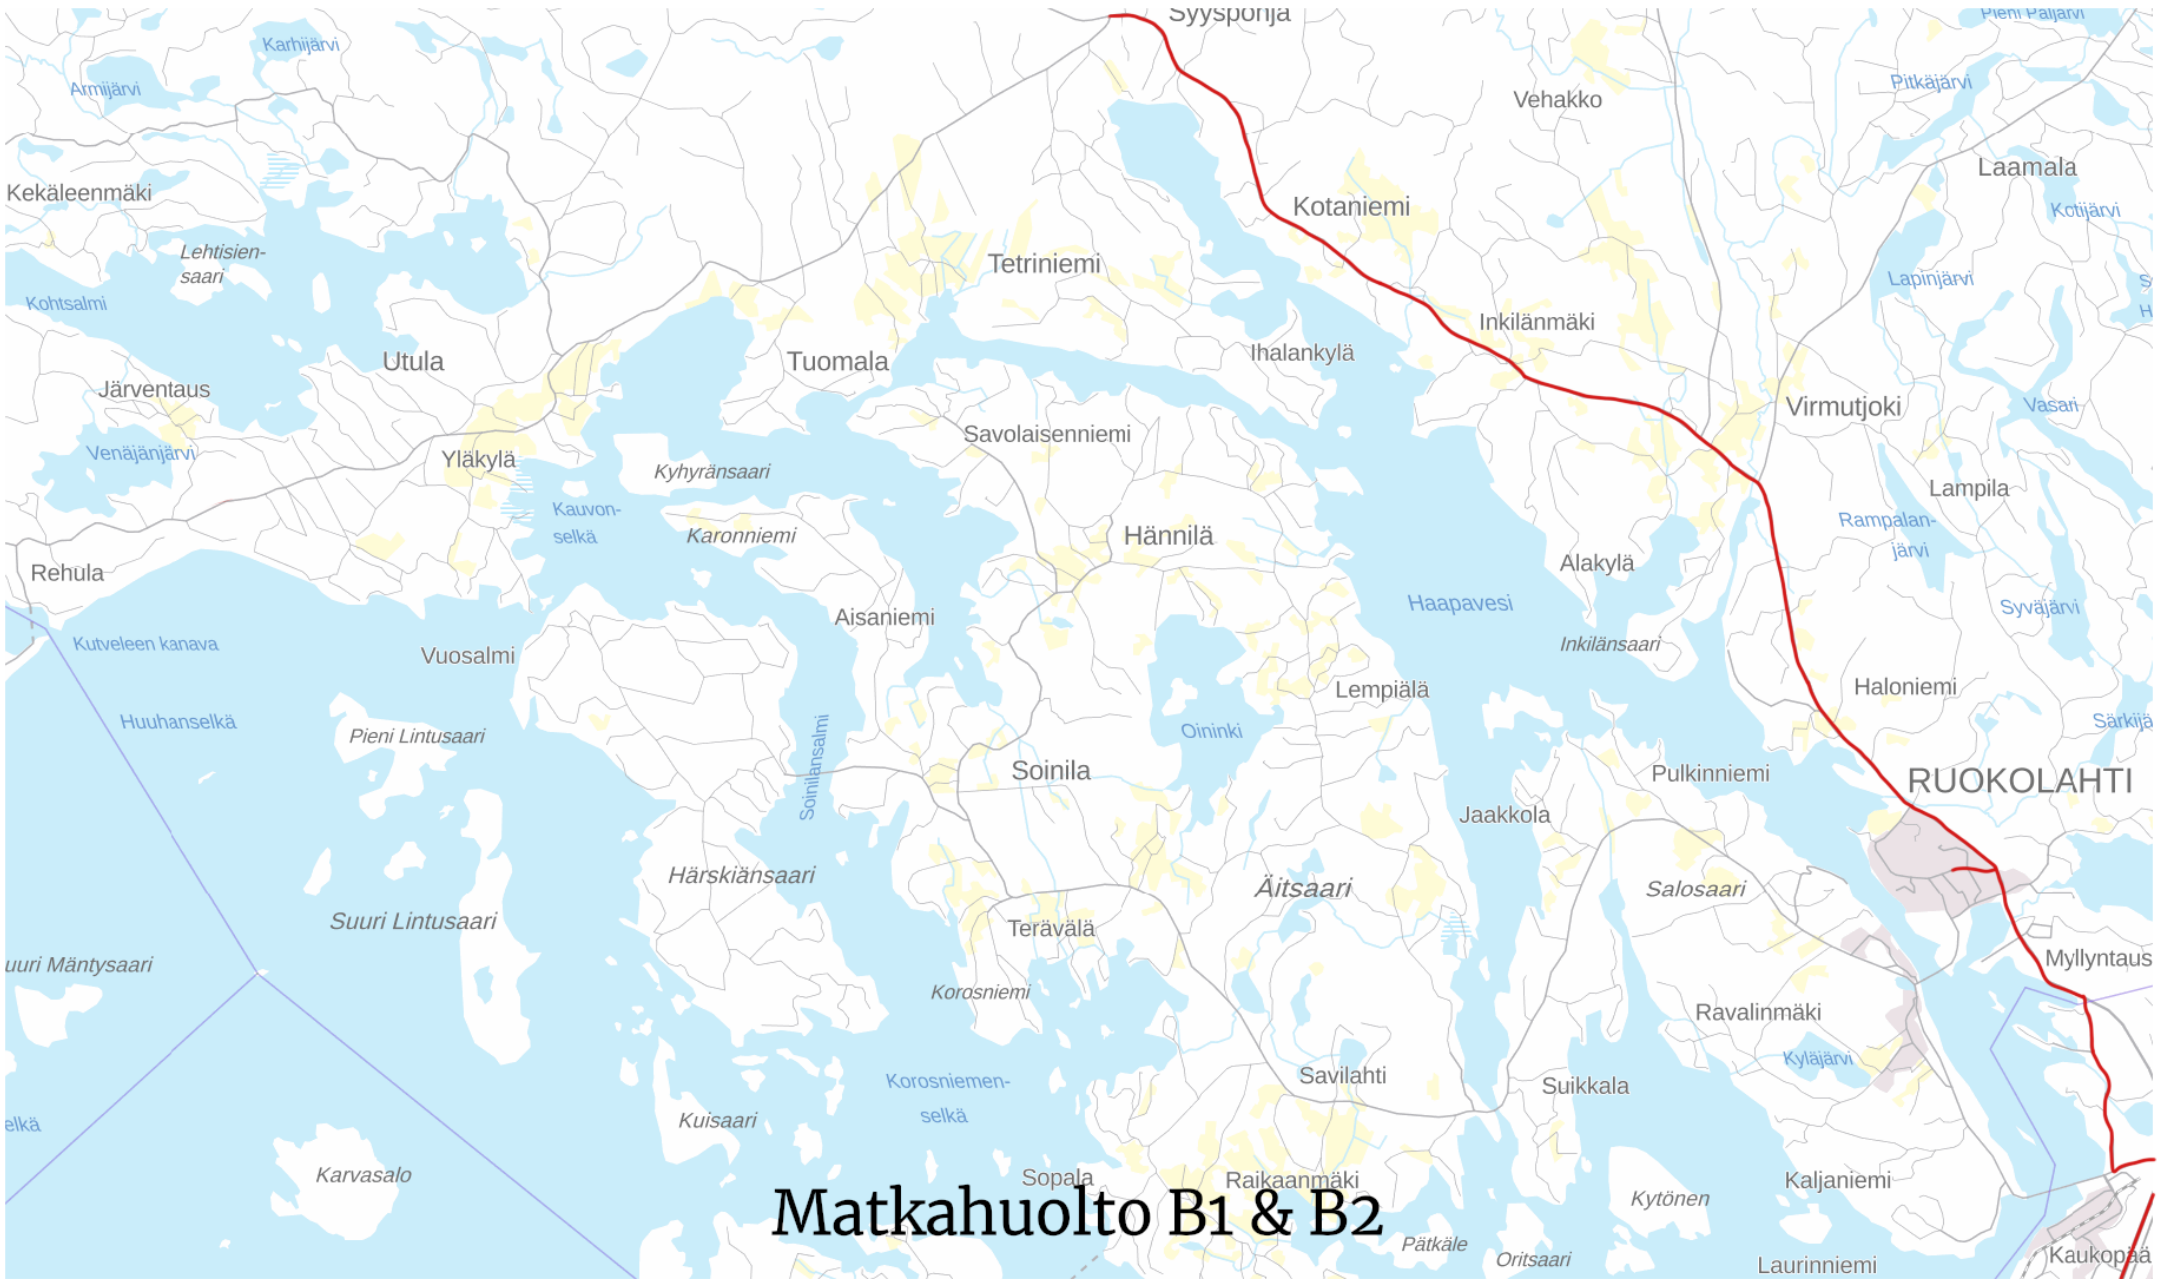 Syyspohja
Pieni Paljärvi
Karhijärvi
Armijärvi
Pitkäjärvi
Vehakko
Laamala
Kekäleenmäki
Kotaniemi
Kotijärvi
Lehtisien-
saari
Tetriniemi
Lapinjärvi
Kohtsalmi
Inkilänmäki
Utula
Tuomala
Ihalankylä
Järventaus
Virmutjoki
Vasari
Savolaisenniemi
Venäjänjärvi
Yläkylä
Kyhyränsaari
Lampila
Kauvon-
selkä
Karonniemi
Hännilä
Rampalan-
järvi
Rehula
Alakylä
Haapavesi
Syväjärvi
Aisaniemi
Kutveleen kanava
Vuosalmi
Inkilänsaari
Lempiälä
Haloniemi
Huuhanselkä
Pieni Lintusaari
Soinilansalmi
Oininki
Särkijä
Soinila
Pulkinniemi
RUOKOLAHTI
Jaakkola
Härskiänsaari
Äitsaari
Salosaari
Suuri Lintusaari
Terävälä
uuri Mäntysaari
Myllyntaus
Korosniemi
Ravalinmäki
Kyläjärvi
Korosniemen-
selkä
Savilahti
Suikkala
Kuisaari
elkä
Karvasalo
Sopala
Raikaanmäki
Kaljaniemi
Kytönen
Matkahuolto B1 & B2
Pätkäle
Oritsaari
Laurinniemi
Kaukopää